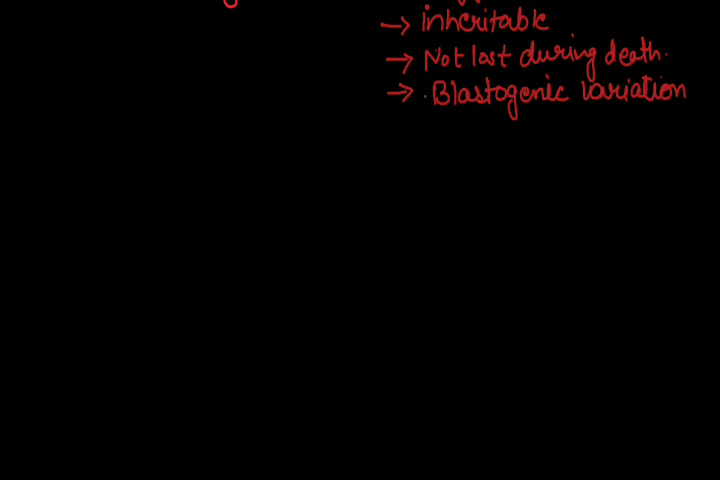 → inheritable
→ Not lost during death.
→ Blastogenic variation